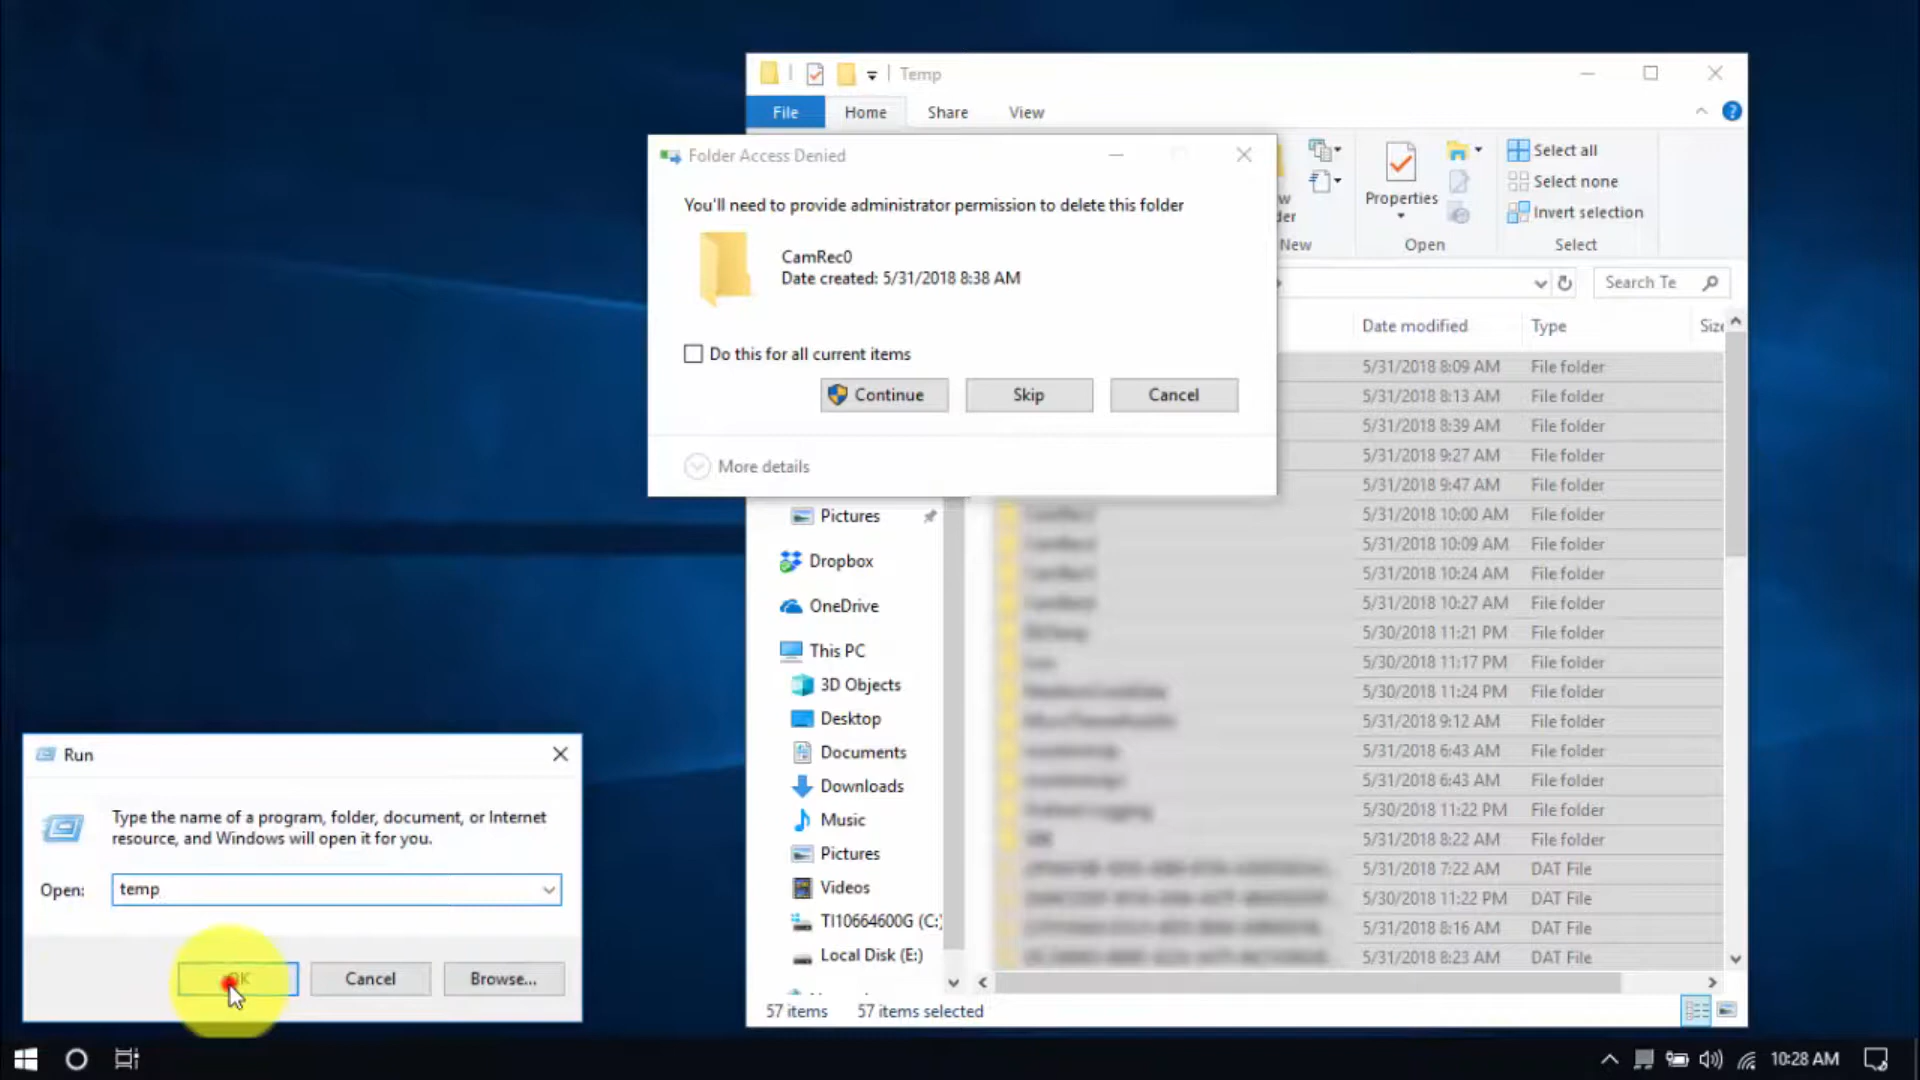 Temp
File
Home
Share
View
Folder Access Denied
You'll need to provide administrator permission to delete this folder
CamRec0
Date created: 5/31/2018 8:38 AM
Do this for all current items
Continue
Skip
Cancel
More details
Properties
Select all
Select none
Invert selection
New
Open
Select
Search Te
Date modified
Type
5/31/2018 8:09 AM File folder
5/31/2018 8:13 AM File folder
5/31/2018 8:39 AM File folder
5/31/2018 9:27 AM File folder
5/31/2018 9:47 AM File folder
5/31/2018 10:00 AM File folder
5/31/2018 10:09 AM File folder
5/31/2018 10:24 AM File folder
5/31/2018 10:27 AM File folder
5/30/2018 11:21 PM File folder
5/30/2018 11:17 PM File folder
5/30/2018 11:24 PM File folder
5/31/2018 9:12 AM File folder
5/31/2018 6:43 AM File folder
5/31/2018 6:43 AM File folder
5/30/2018 11:22 PM File folder
5/31/2018 8:22 AM File folder
5/31/2018 7:22 AM DAT File
5/30/2018 11:22 PM DAT File
5/31/2018 8:16 AM DAT File
5/31/2018 8:23 AM DAT File
Pictures
Dropbox
OneDrive
This PC
3D Objects
Desktop
Documents
Downloads
Music
Pictures
Videos
TI10664600G (C:)
Local Disk (E:)
57 items
57 items selected
Run
Type the name of a program, folder, document, or Internet
resource, and Windows will open it for you.
Open:
temp
OK
Cancel
Browse...
10:28 AM